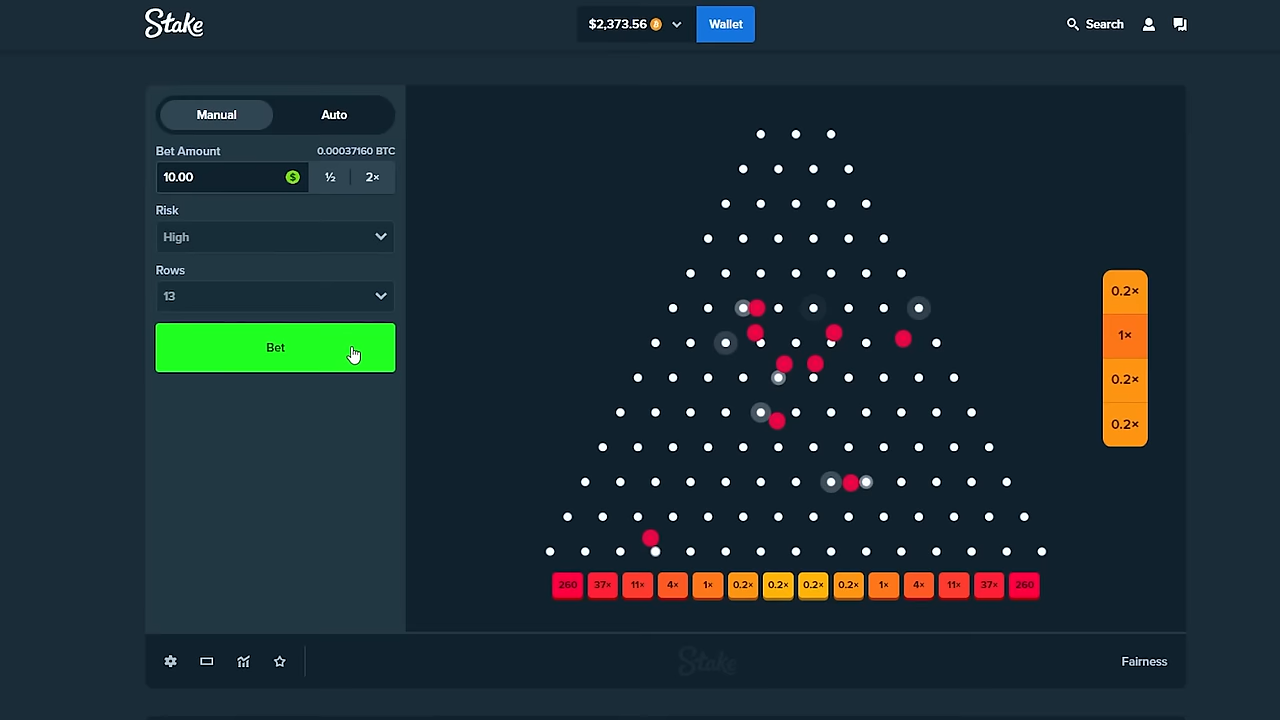 Stake
$2,373.56
Wallet
Search
Manual
Auto
Bet Amount
0.00037160 BTC
10.00
$
½
2×
Risk
High
Rows
13
Bet
0.2×
1×
0.2×
0.2×
260 37× 11× 4× 1× 0.2× 0.2× 0.2× 0.2× 1× 4× 11× 37× 260
Stake
Fairness